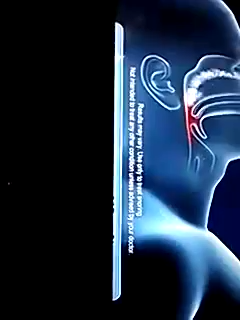 Results may vary. Use only to treat snoring.
Not intended to treat any other condition unless advised by your doctor.